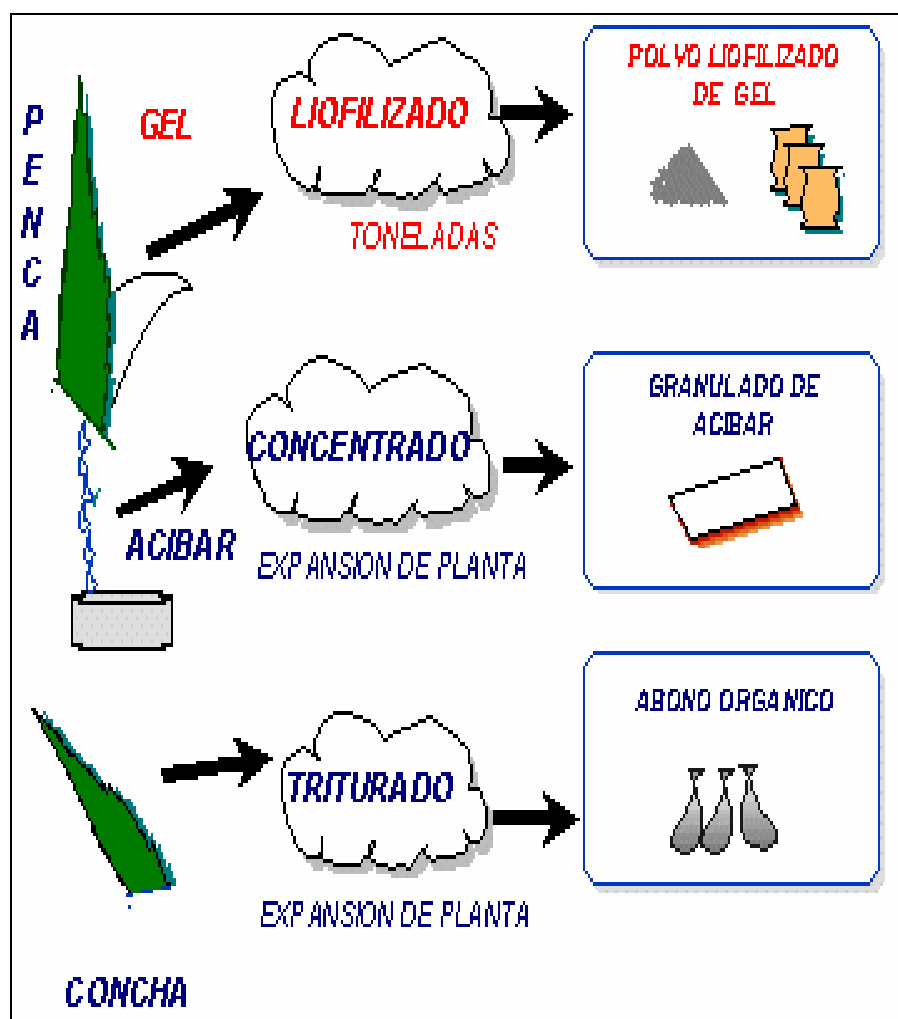 PENCA
GEL
LIOFILIZADO
TONELADAS
POLVO LIOFILIZADO
DE GEL
ACIBAR
CONCENTRADO
EXPANSION DE PLANTA
GRANULADO DE
ACIBAR
TRITURADO
EXPANSION DE PLANTA
ABONO ORGANICO
CONCHA